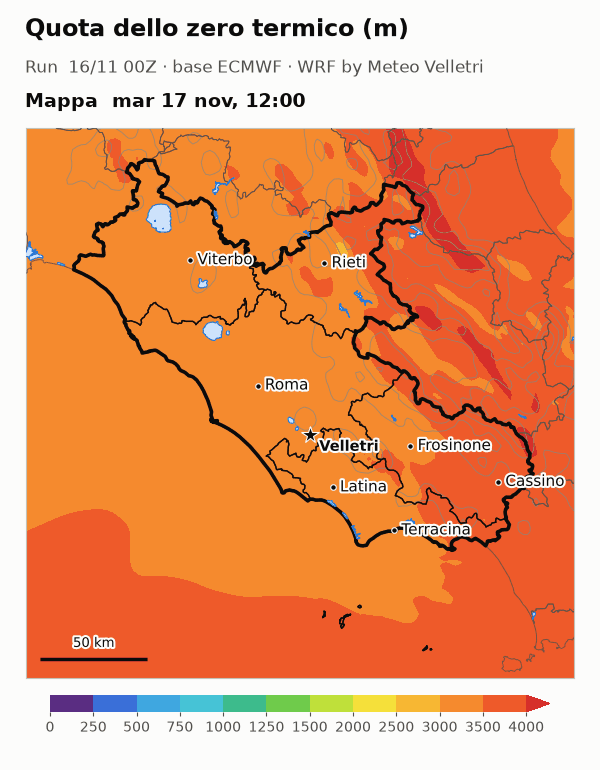 Quota dello zero termico (m)
Run  16/11 00Z · base ECMWF · WRF by Meteo Velletri
Mappa  mar 17 nov, 12:00
Viterbo
Rieti
Roma
Velletri
Frosinone
Cassino
Latina
Terracina
50 km
0 250 500 750 1000 1250 1500 2000 2500 3000 3500 4000